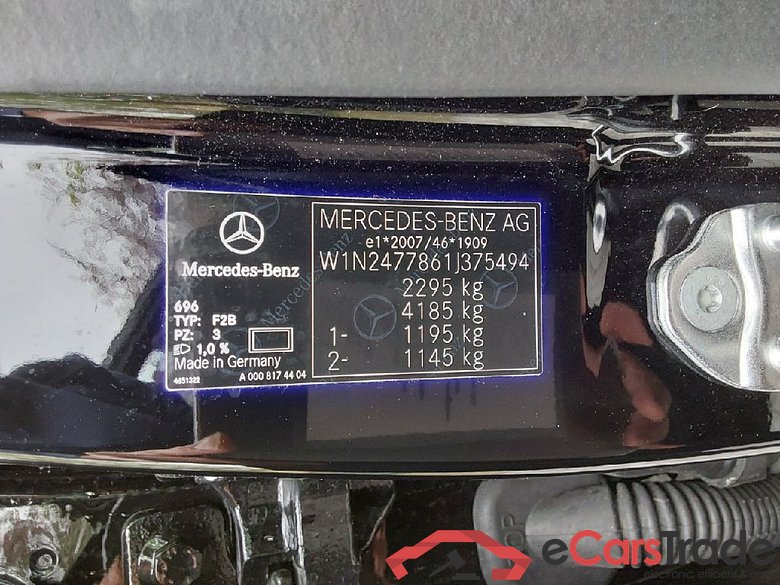 MERCEDES-BENZ AG
e1*2007/46*1909
W1N2477861J375494
2295 kg
4185 kg
1- 1195 kg
2- 1145 kg
Mercedes-Benz
696
TYP: F2B
PZ: 3
1,0 %
Made in Germany
4651322 A 000 817 44 04
eCarsTrade